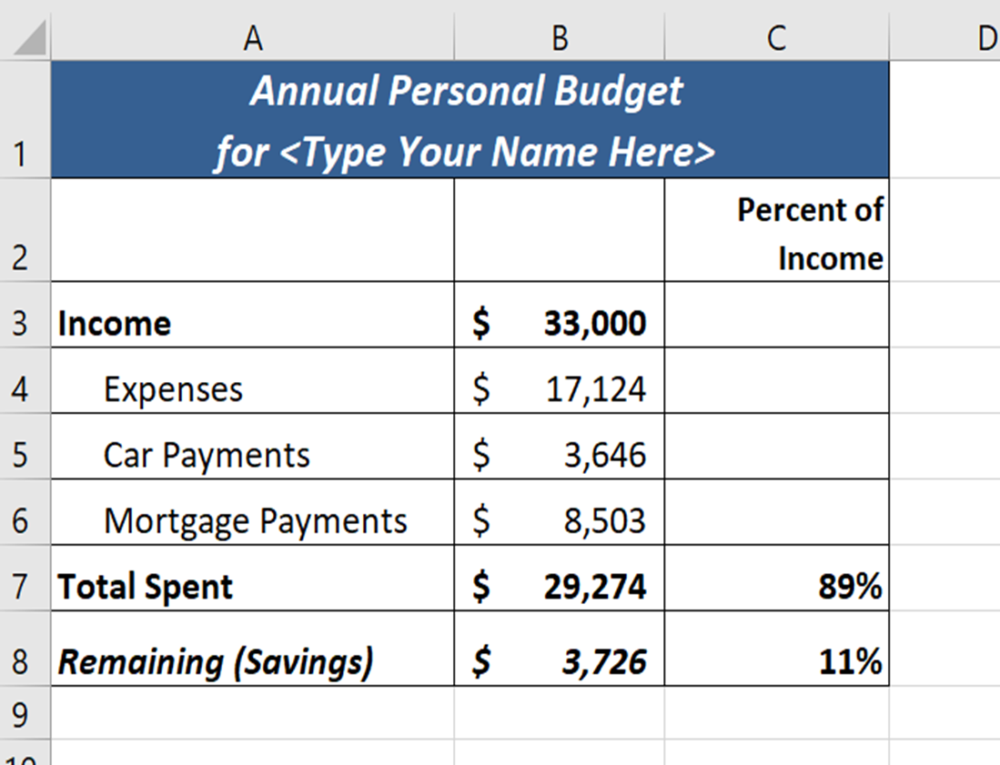 A B C D
1 Annual Personal Budget
for <Type Your Name Here>
2 Percent of
Income
3 Income $ 33,000
4 Expenses $ 17,124
5 Car Payments $ 3,646
6 Mortgage Payments $ 8,503
7 Total Spent $ 29,274 89%
8 Remaining (Savings) $ 3,726 11%
9
10